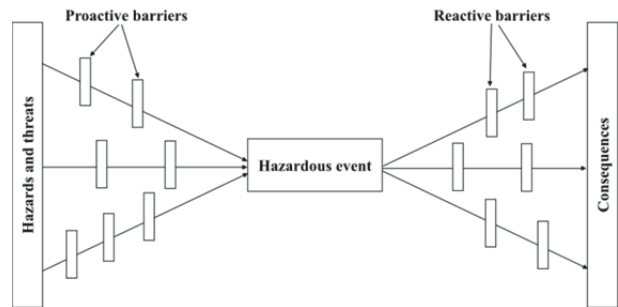 Proactive barriers
Reactive barriers
Hazards and threats
Hazardous event
Consequences